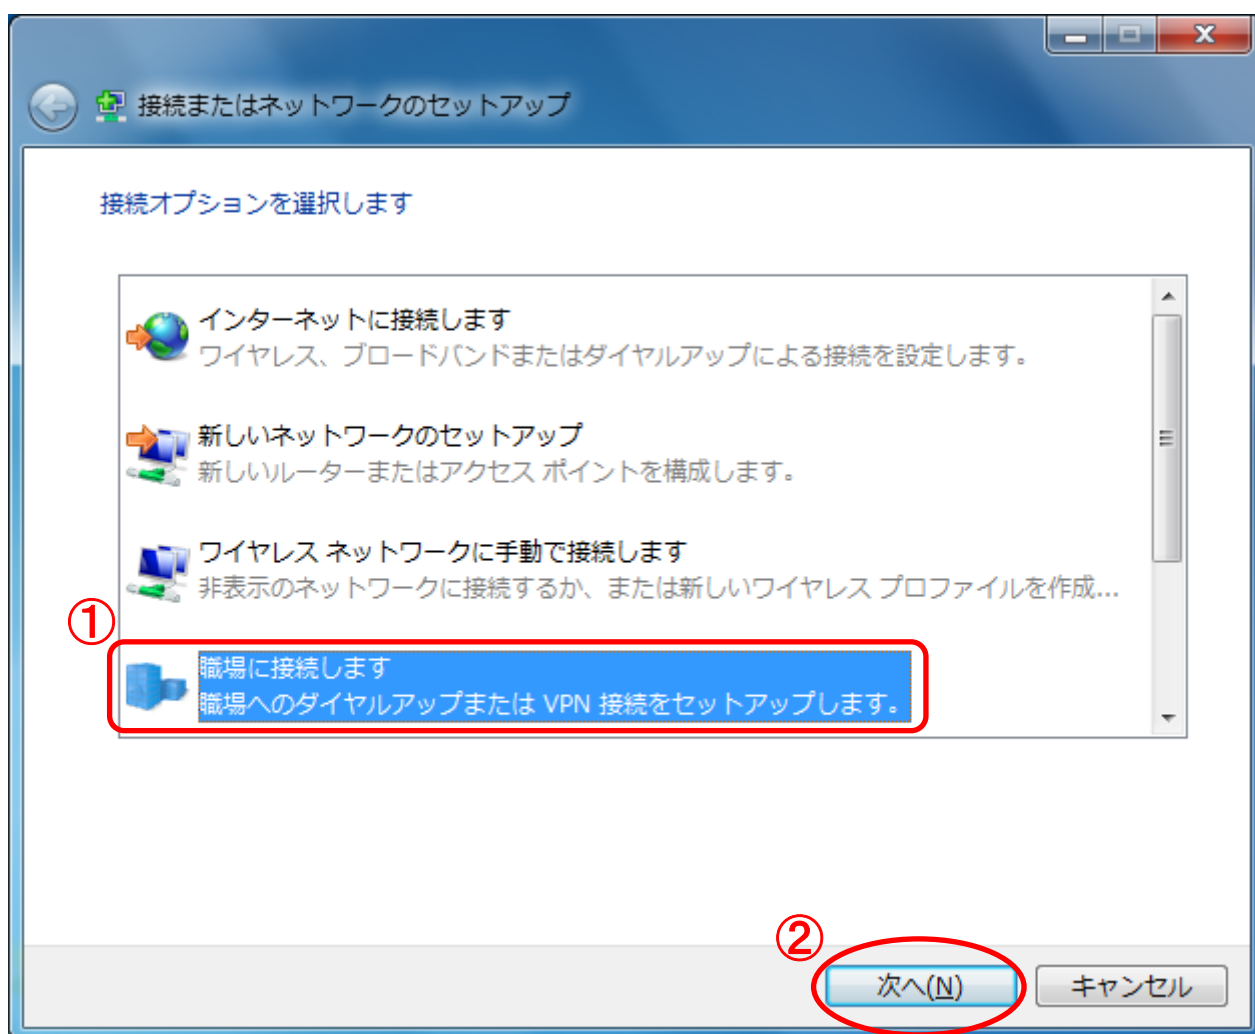 接続またはネットワークのセットアップ
接続オプションを選択します
インターネットに接続します
ワイヤレス、ブロードバンドまたはダイヤルアップによる接続を設定します。
新しいネットワークのセットアップ
新しいルーターまたはアクセス ポイントを構成します。
ワイヤレス ネットワークに手動で接続します
非表示のネットワークに接続するか、または新しいワイヤレス プロファイルを作成...
①
職場に接続します
職場へのダイヤルアップまたは VPN 接続をセットアップします。
②
次へ(N)
キャンセル